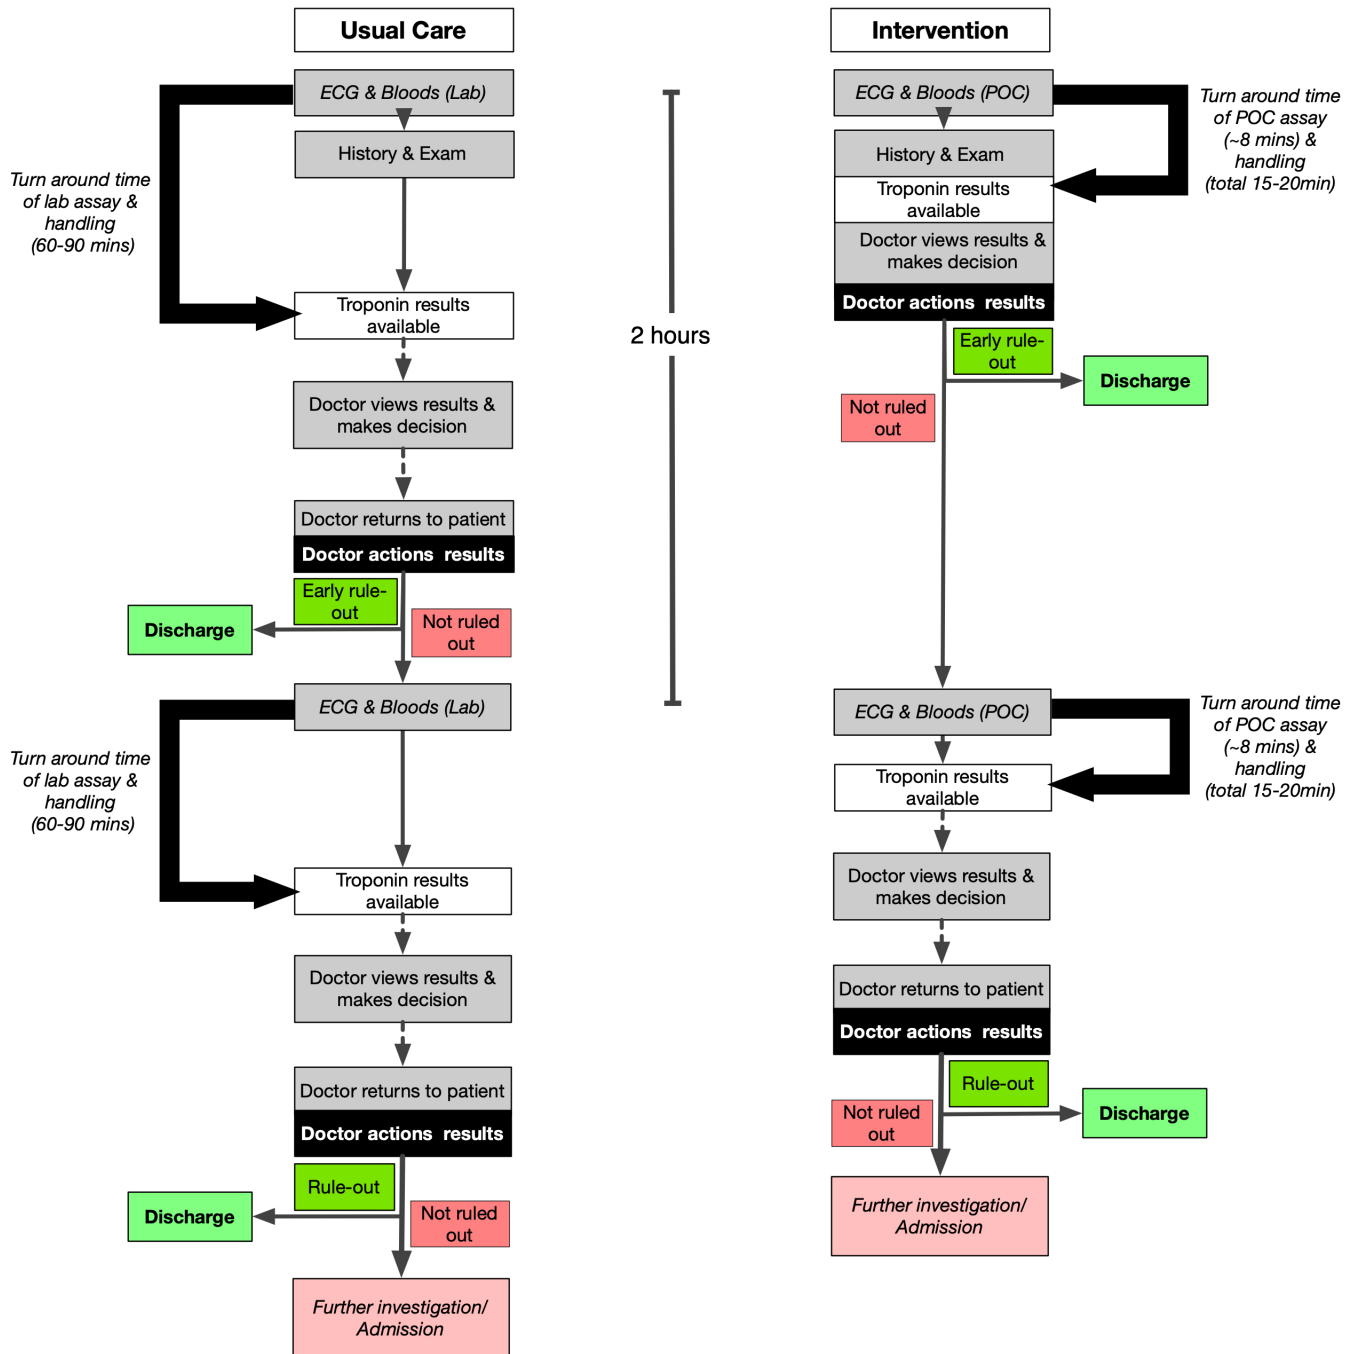 Usual Care
ECG & Bloods (Lab)
History & Exam
Turn around time
of lab assay &
handling
(60-90 mins)
Troponin results
available
Doctor views results &
makes decision
Doctor returns to patient
Doctor actions results
Early rule-
out
Discharge
Not ruled
out
ECG & Bloods (Lab)
Turn around time
of lab assay &
handling
(60-90 mins)
Troponin results
available
Doctor views results &
makes decision
Doctor returns to patient
Doctor actions results
Rule-out
Discharge
Not ruled
out
Further investigation/
Admission
2 hours
Intervention
ECG & Bloods (POC)
Turn around time
of POC assay
(~8 mins) &
handling
(total 15-20min)
History & Exam
Troponin results
available
Doctor views results &
makes decision
Doctor actions results
Early rule-
out
Discharge
Not ruled
out
ECG & Bloods (POC)
Turn around time
of POC assay
(~8 mins) &
handling
(total 15-20min)
Troponin results
available
Doctor views results &
makes decision
Doctor returns to patient
Doctor actions results
Rule-out
Discharge
Not ruled
out
Further investigation/
Admission